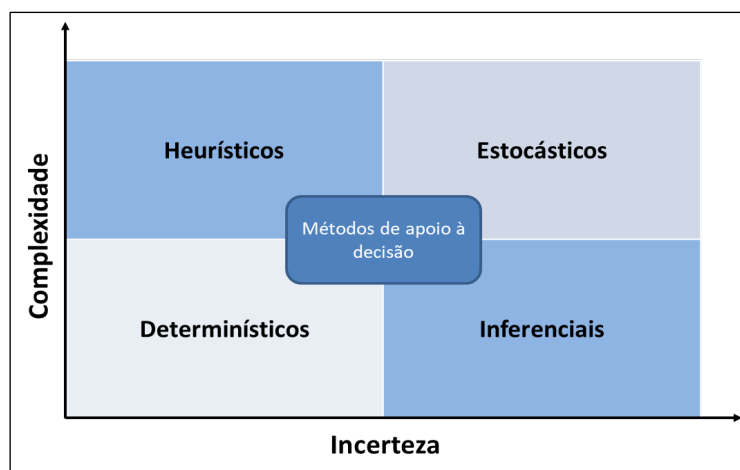 Complexidade
Heurísticos
Estocásticos
Métodos de apoio à
decisão
Determinísticos
Inferenciais
Incerteza